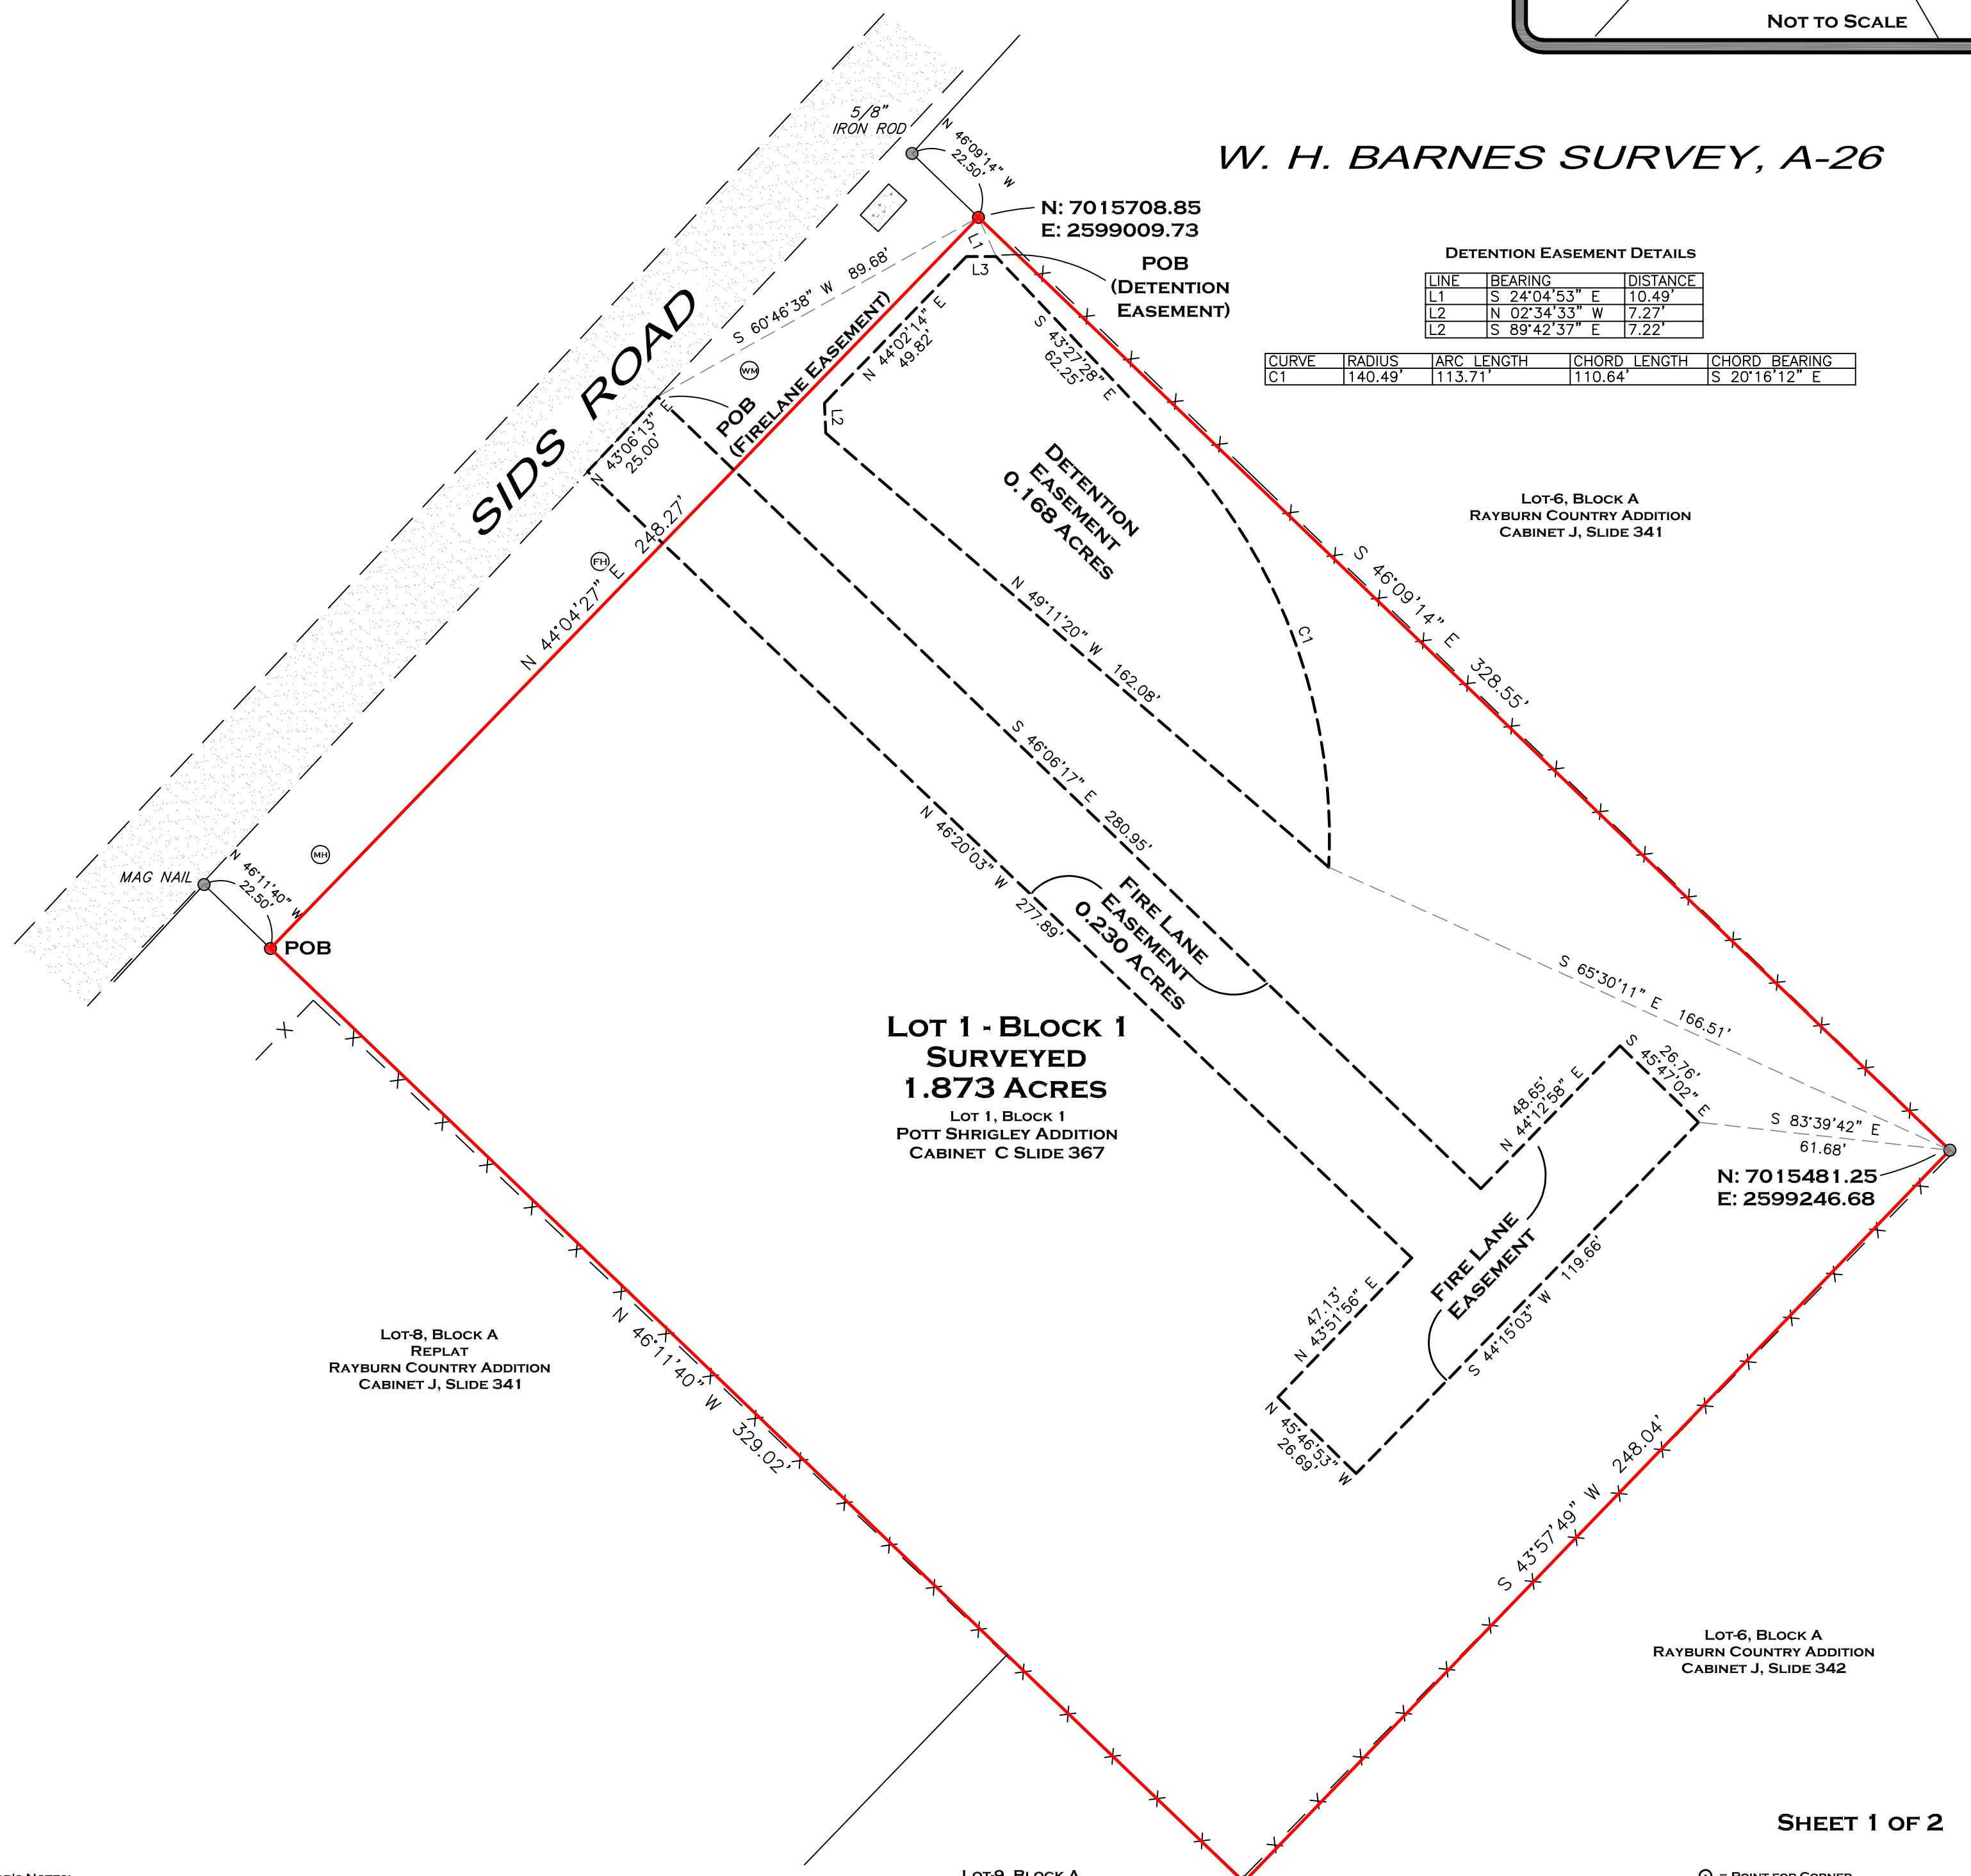 NOT TO SCALE
5/8"
IRON ROD
N 46°09'14" W
22.50'
W. H. BARNES SURVEY, A-26
N: 7015708.85
E: 2599009.73
POB
(DETENTION
EASEMENT)
DETENTION EASEMENT DETAILS
LINE BEARING DISTANCE
L1 S 24°04'53" E 10.49'
L2 N 02°34'33" W 7.27'
L2 S 89°42'37" E 7.22'
CURVE RADIUS ARC LENGTH CHORD LENGTH CHORD BEARING
C1 140.49' 113.71' 110.64' S 20°16'12" E
L1
L3
S 60°46'38" W 89.68'
SIDS ROAD
WM
POB
(FIRELANE EASEMENT)
N 44°02'14" E
49.82'
L2
S 43°27'28" E
62.25'
N 43°06'13" E
25.00'
DETENTION
EASEMENT
0.168 ACRES
LOT-6, BLOCK A
RAYBURN COUNTRY ADDITION
CABINET J, SLIDE 341
FH
N 44°04'27" E 248.27'
N 49°11'20" W 162.08'
C1
S 46°09'14" E 328.55'
S 46°06'17" E 280.95'
N 46°20'03" W 277.89'
MH
MAG NAIL
N 46°11'40" W
22.50'
POB
FIRE LANE
EASEMENT
0.230 ACRES
S 65°30'11" E 166.51'
LOT 1 - BLOCK 1
SURVEYED
1.873 ACRES
LOT 1, BLOCK 1
POTT SHRIGLEY ADDITION
CABINET C SLIDE 367
48.65'
N 44°12'58" E
26.76'
S 45°47'02" E
S 83°39'42" E
61.68'
N: 7015481.25
E: 2599246.68
FIRE LANE
EASEMENT
S 44°15'03" W 119.66'
47.13'
N 43°51'56" E
N 45°46'53" W
26.69'
LOT-8, BLOCK A
REPLAT
RAYBURN COUNTRY ADDITION
CABINET J, SLIDE 341
N 46°11'40" W 329.02'
S 43°57'49" W 248.04'
LOT-6, BLOCK A
RAYBURN COUNTRY ADDITION
CABINET J, SLIDE 342
SHEET 1 OF 2
LOT-9, BLOCK A
= POINT FOR CORNER